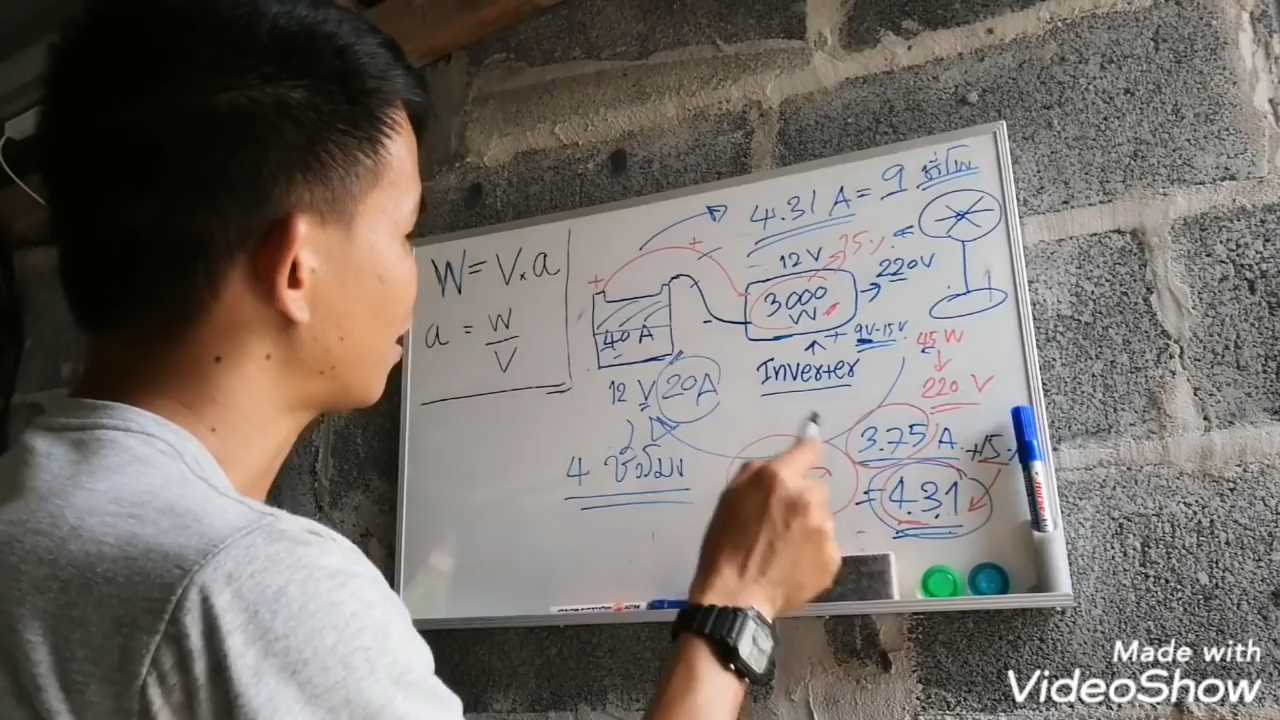 4.31 A = 9 ชั่วโมง
W = V x a
a = W
V
+ +
12 V 15%
220V
3000
W
- -
40 A
+ 9V-15V
45 W
Inverter
220 V
12 V 20A
3.75 A +15%
4 ชั่วโมง
= 4.31
Made with
VideoShow